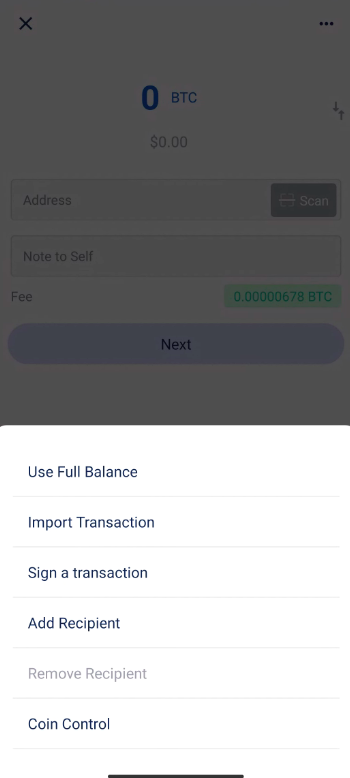 0 BTC
$0.00
Address
Scan
Note to Self
Fee
0.00000678 BTC
Next
Use Full Balance
Import Transaction
Sign a transaction
Add Recipient
Remove Recipient
Coin Control